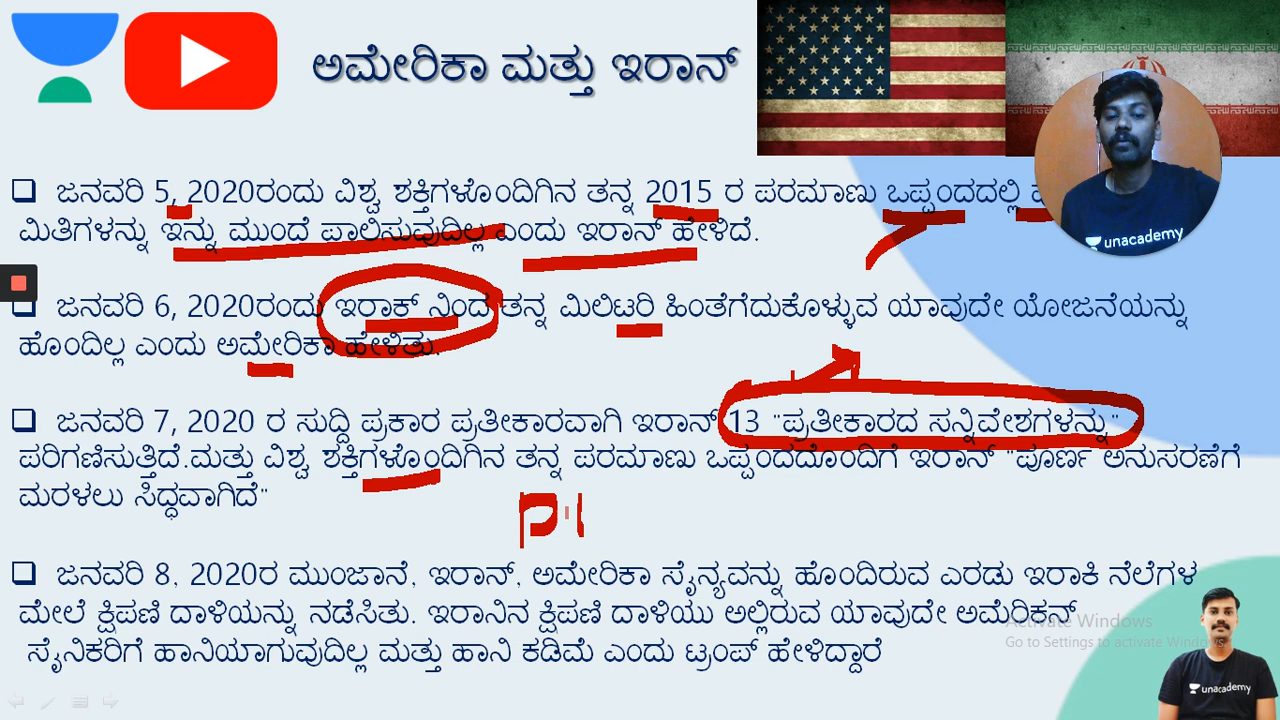 ಅಮೇರಿಕಾ ಮತ್ತು ಇರಾನ್
❑ ಜನವರಿ 5, 2020ರಂದು ವಿಶ್ವ ಶಕ್ತಿಗಳೊಂದಿಗಿನ ತನ್ನ 2015 ರ ಪರಮಾಣು ಒಪ್ಪಂದದಲ್ಲಿ
ಮಿತಿಗಳನ್ನು ಇನ್ನು ಮುಂದೆ ಪಾಲಿಸುವುದಿಲ್ಲ ಎಂದು ಇರಾನ್ ಹೇಳಿದೆ.
unacademy
❑ ಜನವರಿ 6, 2020ರಂದು ಇರಾಕ್ ನಿಂದ ತನ್ನ ಮಿಲಿಟರಿ ಹಿಂತೆಗೆದುಕೊಳ್ಳುವ ಯಾವುದೇ ಯೋಜನೆಯನ್ನು
ಹೊಂದಿಲ್ಲ ಎಂದು ಅಮೇರಿಕಾ ಹೇಳಿತು.
❑ ಜನವರಿ 7, 2020 ರ ಸುದ್ದಿ ಪ್ರಕಾರ ಪ್ರತೀಕಾರವಾಗಿ ಇರಾನ್ 13 "ಪ್ರತೀಕಾರದ ಸನ್ನಿವೇಶಗಳನ್ನು"
ಪರಿಗಣಿಸುತ್ತಿದೆ.ಮತ್ತು ವಿಶ್ವ ಶಕ್ತಿಗಳೊಂದಿಗಿನ ತನ್ನ ಪರಮಾಣು ಒಪ್ಪಂದದೊಂದಿಗೆ ಇರಾನ್ "ಪೂರ್ಣ ಅನುಸರಣೆಗೆ
ಮರಳಲು ಸಿದ್ಧವಾಗಿದೆ"
❑ ಜನವರಿ 8, 2020ರ ಮುಂಜಾನೆ, ಇರಾನ್, ಅಮೇರಿಕಾ ಸೈನ್ಯವನ್ನು ಹೊಂದಿರುವ ಎರಡು ಇರಾಕಿ ನೆಲೆಗಳ
ಮೇಲೆ ಕ್ಷಿಪಣಿ ದಾಳಿಯನ್ನು ನಡೆಸಿತು. ಇರಾನಿನ ಕ್ಷಿಪಣಿ ದಾಳಿಯು ಅಲ್ಲಿರುವ ಯಾವುದೇ ಅಮೆರಿಕನ್
ಸೈನಿಕರಿಗೆ ಹಾನಿಯಾಗುವುದಿಲ್ಲ ಮತ್ತು ಹಾನಿ ಕಡಿಮೆ ಎಂದು ಟ್ರಂಪ್ ಹೇಳಿದ್ದಾರೆ
Activate Windows
Go to Settings to activate Windows.
unacademy